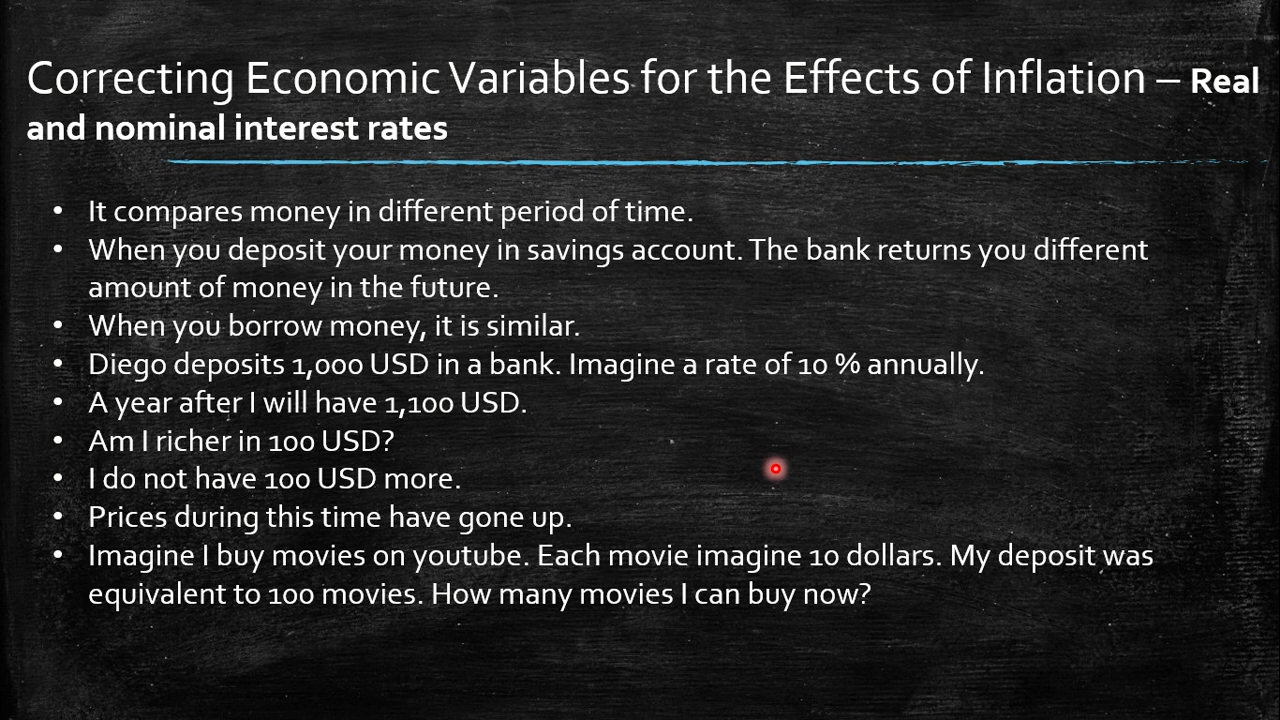 Correcting Economic Variables for the Effects of Inflation – Real
and nominal interest rates
• It compares money in different period of time.
• When you deposit your money in savings account. The bank returns you different
amount of money in the future.
• When you borrow money, it is similar.
• Diego deposits 1,000 USD in a bank. Imagine a rate of 10 % annually.
• A year after I will have 1,100 USD.
• Am I richer in 100 USD?
• I do not have 100 USD more.
• Prices during this time have gone up.
• Imagine I buy movies on youtube. Each movie imagine 10 dollars. My deposit was
equivalent to 100 movies. How many movies I can buy now?